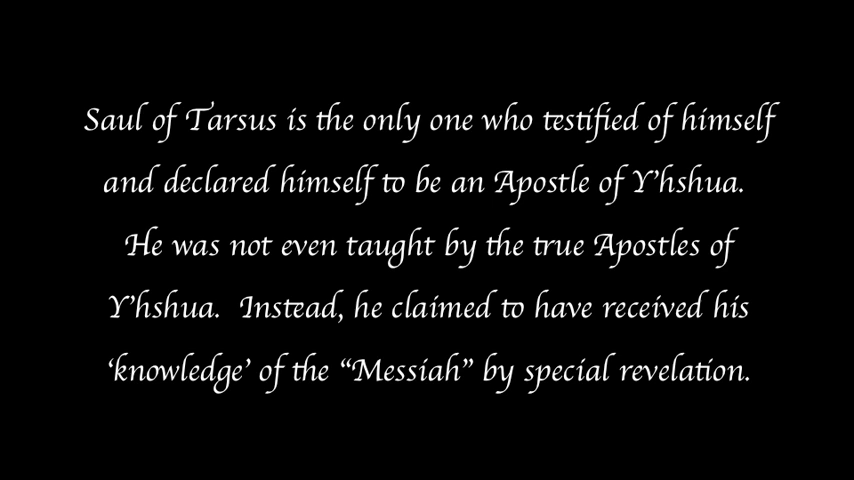 Saul of Tarsus is the only one who testified of himself
and declared himself to be an Apostle of Y'hshua.
He was not even taught by the true Apostles of
Y'hshua.  Instead, he claimed to have received his
‘knowledge’ of the “Messiah” by special revelation.